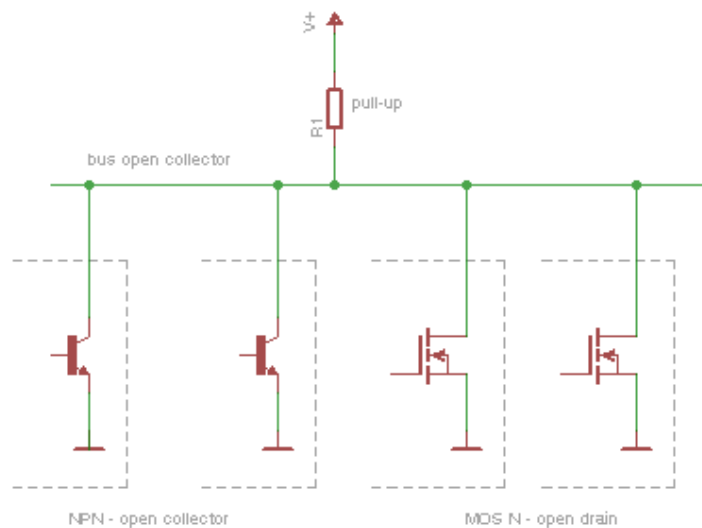 V+
pull-up
R1
bus open collector
NPN - open collector
MOS N - open drain